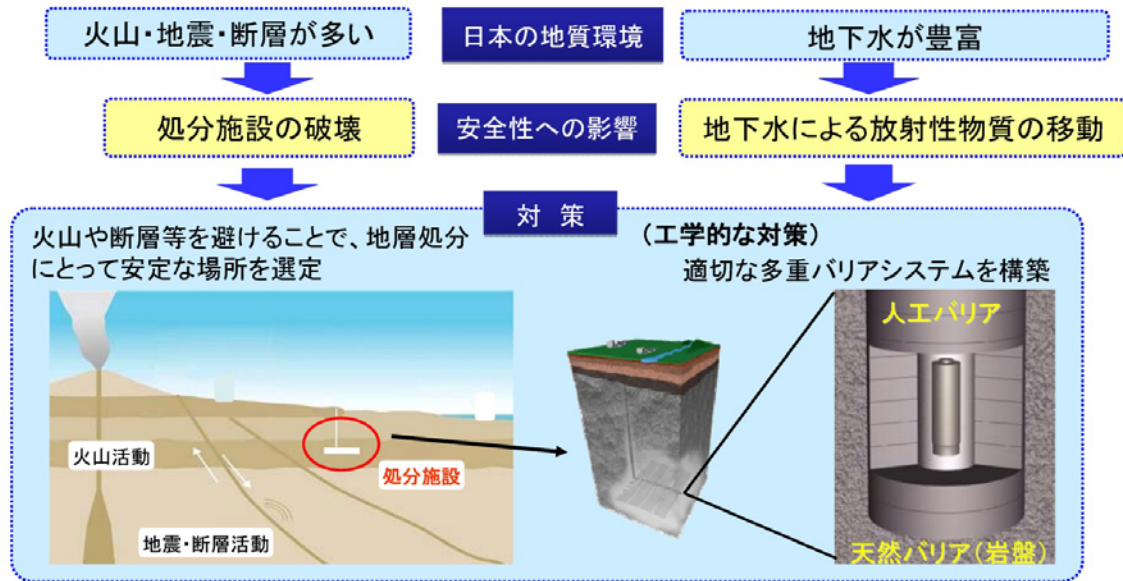 火山・地震・断層が多い
日本の地質環境
地下水が豊富
処分施設の破壊
安全性への影響
地下水による放射性物質の移動
対 策
火山や断層等を避けることで、地層処分
にとって安定な場所を選定
(工学的な対策)
適切な多重バリアシステムを構築
人工バリア
火山活動
処分施設
地震・断層活動
天然バリア(岩盤)